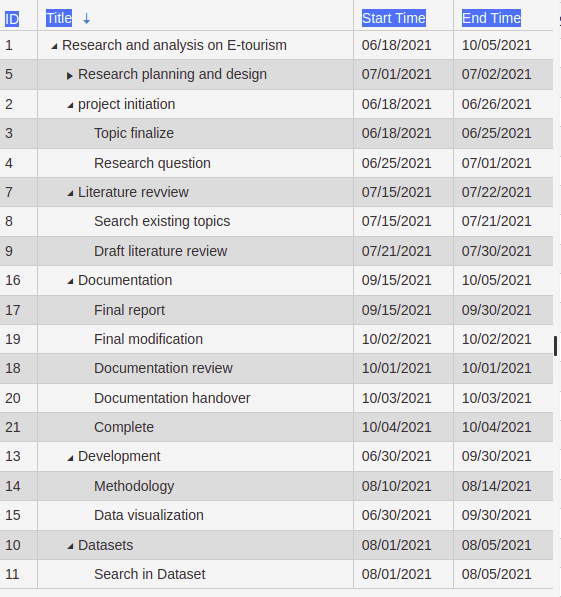 ID Title ↓ Start Time End Time
1 Research and analysis on E-tourism 06/18/2021 10/05/2021
5 Research planning and design 07/01/2021 07/02/2021
2 project initiation 06/18/2021 06/26/2021
3 Topic finalize 06/18/2021 06/25/2021
4 Research question 06/25/2021 07/01/2021
7 Literature revview 07/15/2021 07/22/2021
8 Search existing topics 07/15/2021 07/21/2021
9 Draft literature review 07/21/2021 07/30/2021
16 Documentation 09/15/2021 10/05/2021
17 Final report 09/15/2021 09/30/2021
19 Final modification 10/02/2021 10/02/2021
18 Documentation review 10/01/2021 10/01/2021
20 Documentation handover 10/03/2021 10/03/2021
21 Complete 10/04/2021 10/04/2021
13 Development 06/30/2021 09/30/2021
14 Methodology 08/10/2021 08/14/2021
15 Data visualization 06/30/2021 09/30/2021
10 Datasets 08/01/2021 08/05/2021
11 Search in Dataset 08/01/2021 08/05/2021